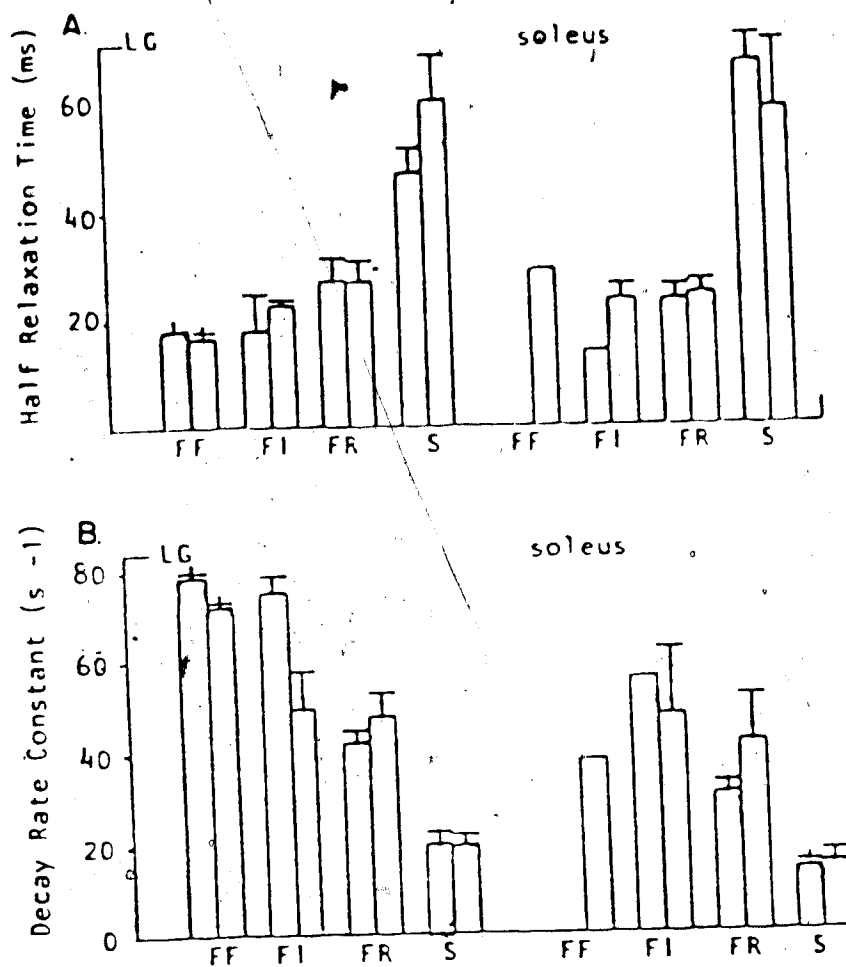 A.
LG
soleus
Half Relaxation Time (ms)
60
40
20
FF FI FR S FF FI FR S
B.
LG
soleus
Decay Rate Constant (s -1)
80
60
40
20
0
FF FI FR S FF FI FR S